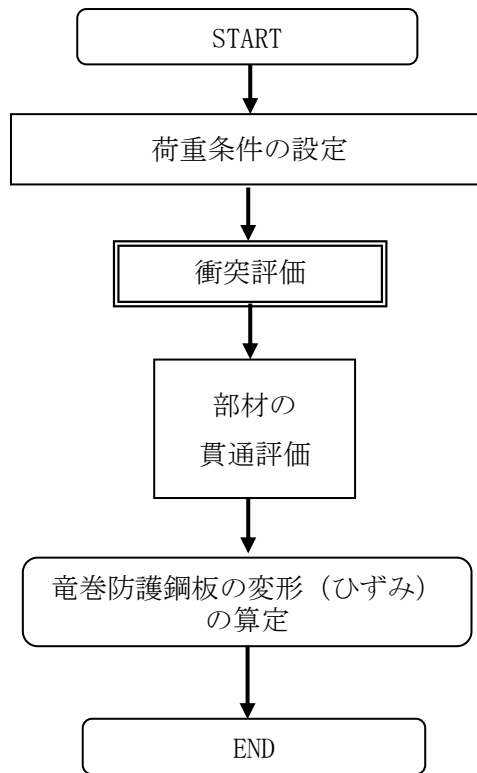 START
荷重条件の設定
衝突評価
部材の
貫通評価
竜巻防護鋼板の変形（ひずみ）
の算定
END